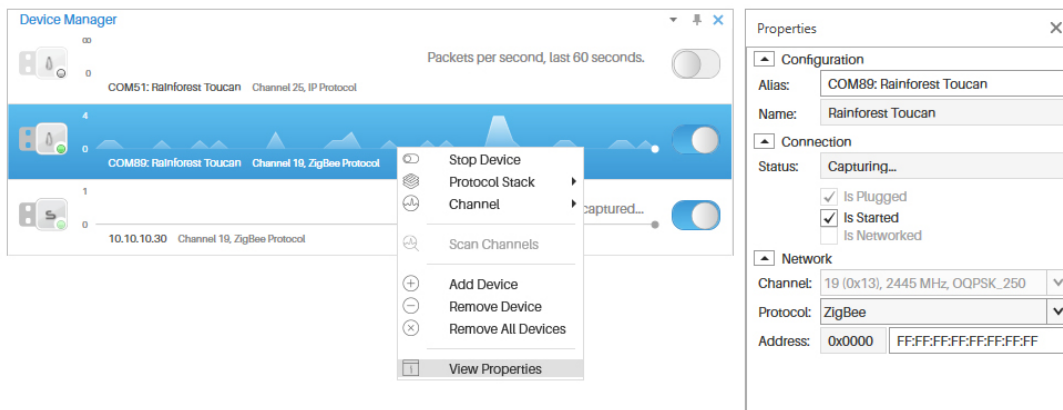 Device Manager
∞
0
Packets per second, last 60 seconds.
COM51: Rainforest Toucan Channel 25, IP Protocol
4
0
COM89: Rainforest Toucan Channel 19, ZigBee Protocol
1
0
captured...
10.10.10.30 Channel 19, ZigBee Protocol
Stop Device
Protocol Stack
Channel
Scan Channels
Add Device
Remove Device
Remove All Devices
View Properties
Properties
Configuration
Alias: COM89: Rainforest Toucan
Name: Rainforest Toucan
Connection
Status: Capturing...
Is Plugged
Is Started
Is Networked
Network
Channel: 19 (0x13), 2445 MHz, OQPSK_250
Protocol: ZigBee
Address: 0x0000 FF:FF:FF:FF:FF:FF:FF:FF